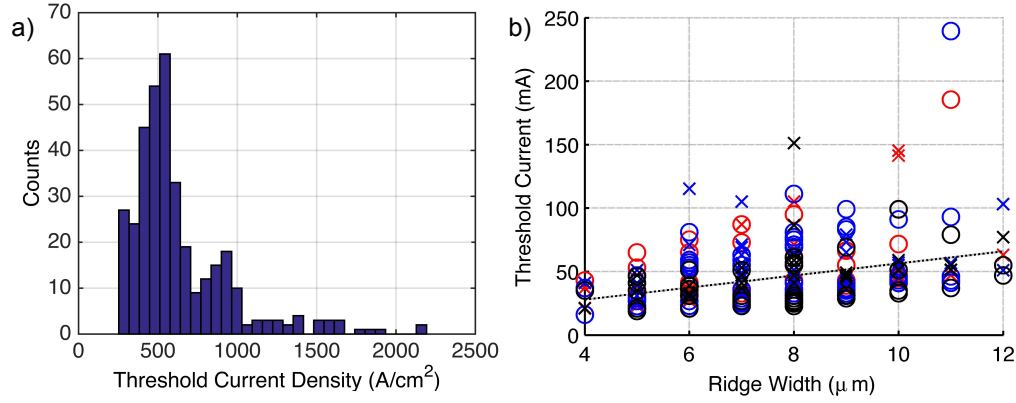 a)
70
60
50
40
30
20
10
0
Counts
0 500 1000 1500 2000 2500
Threshold Current Density (A/cm²)
b)
250
200
150
100
50
0
Threshold Current (mA)
4 6 8 10 12
Ridge Width (μ m)